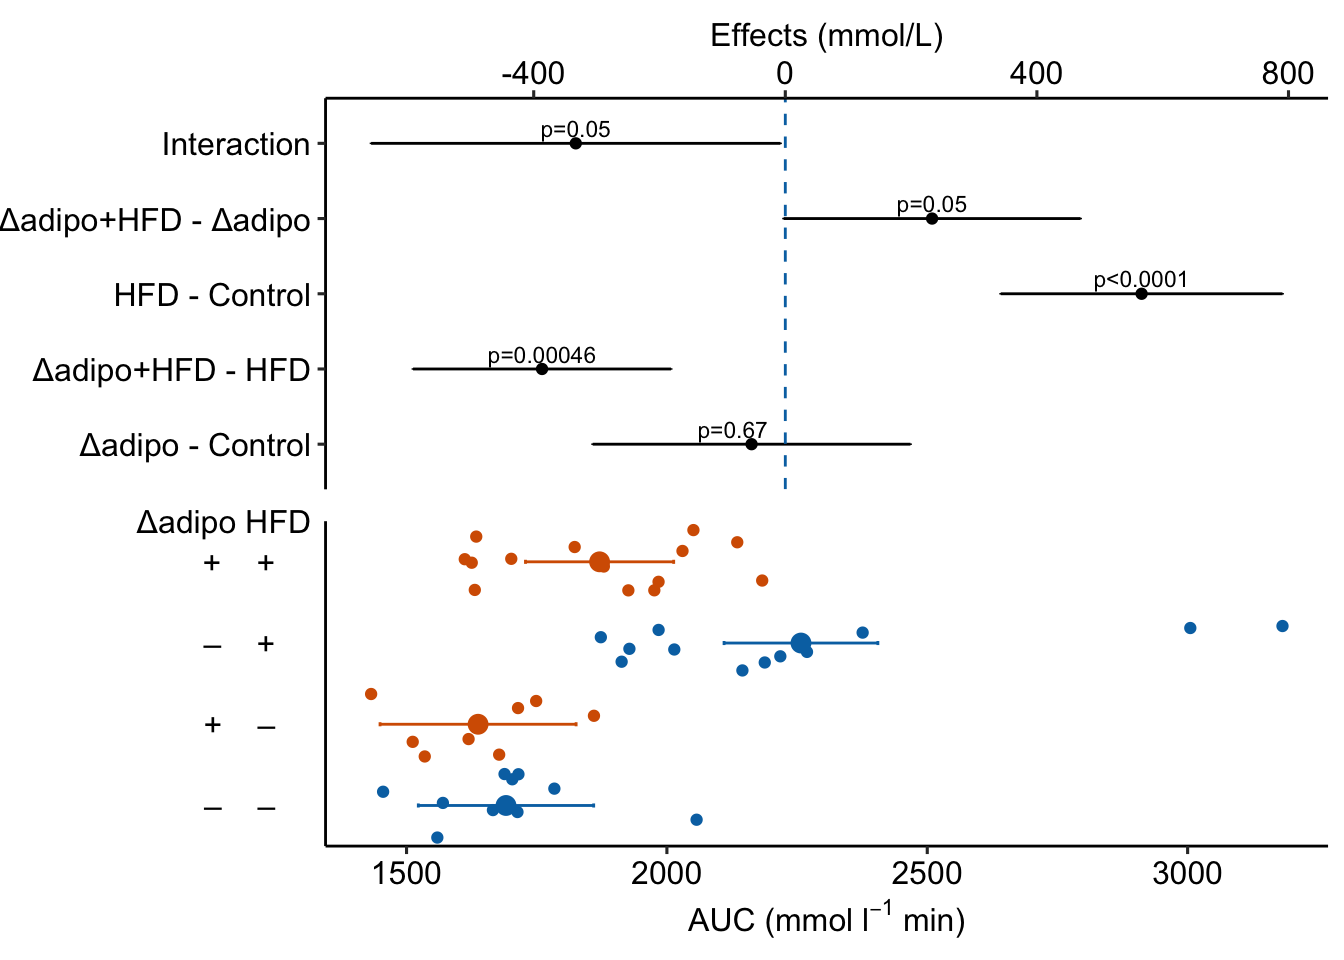 Effects (mmol/L)
-400 0 400 800
Interaction p=0.05
Δadipo+HFD - Δadipo p=0.05
HFD - Control p<0.0001
Δadipo+HFD - HFD p=0.00046
Δadipo - Control p=0.67
Δadipo HFD
+ +
– +
+ –
– –
1500 2000 2500 3000
AUC (mmol l⁻¹ min)